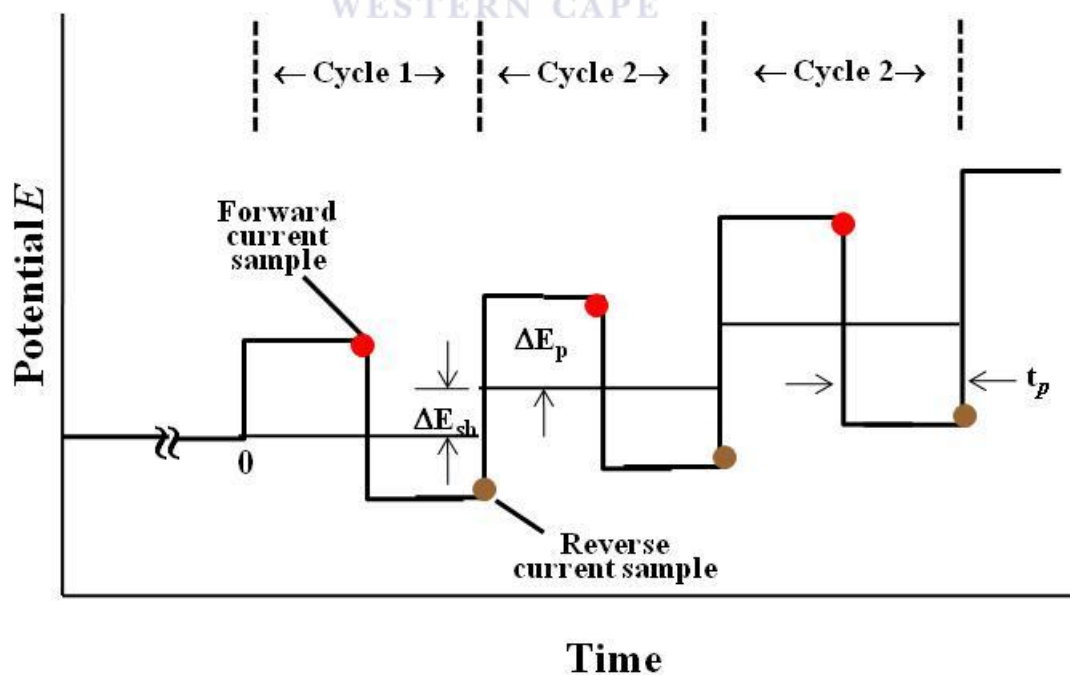 WESTERN CAPE
← Cycle 1→
← Cycle 2→
← Cycle 2→
Potential E
Forward
current
sample
ΔEp
ΔEsh
tp
0
Reverse
current sample
Time